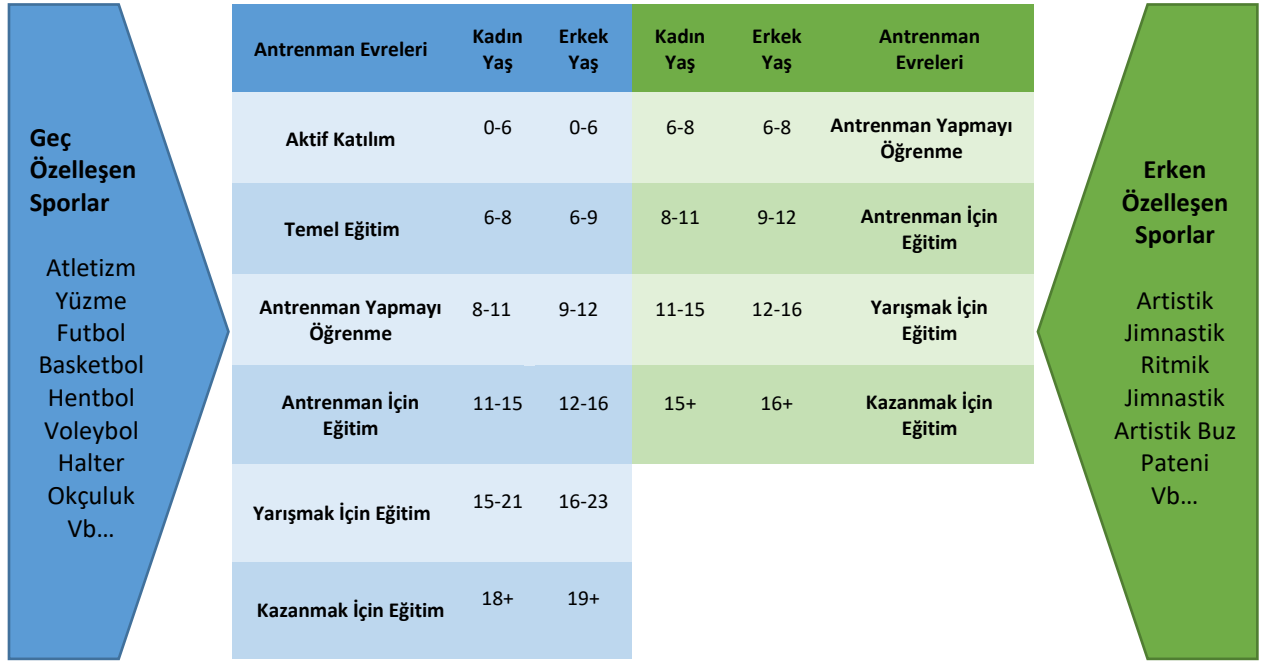 Geç
Özelleşen
Sporlar
Atletizm
Yüzme
Futbol
Basketbol
Hentbol
Voleybol
Halter
Okçuluk
Vb…
Antrenman Evreleri
Kadın
Yaş
Erkek
Yaş
Kadın
Yaş
Erkek
Yaş
Antrenman
Evreleri
Aktif Katılım
0-6
0-6
6-8
6-8
Antrenman Yapmayı
Öğrenme
Temel Eğitim
6-8
6-9
8-11
9-12
Antrenman İçin
Eğitim
Antrenman Yapmayı
Öğrenme
8-11
9-12
11-15
12-16
Yarışmak İçin
Eğitim
Antrenman İçin
Eğitim
11-15
12-16
15+
16+
Kazanmak İçin
Eğitim
Yarışmak İçin Eğitim
15-21
16-23
Kazanmak İçin Eğitim
18+
19+
Erken
Özelleşen
Sporlar
Artistik
Jimnastik
Ritmik
Jimnastik
Artistik Buz
Pateni
Vb…